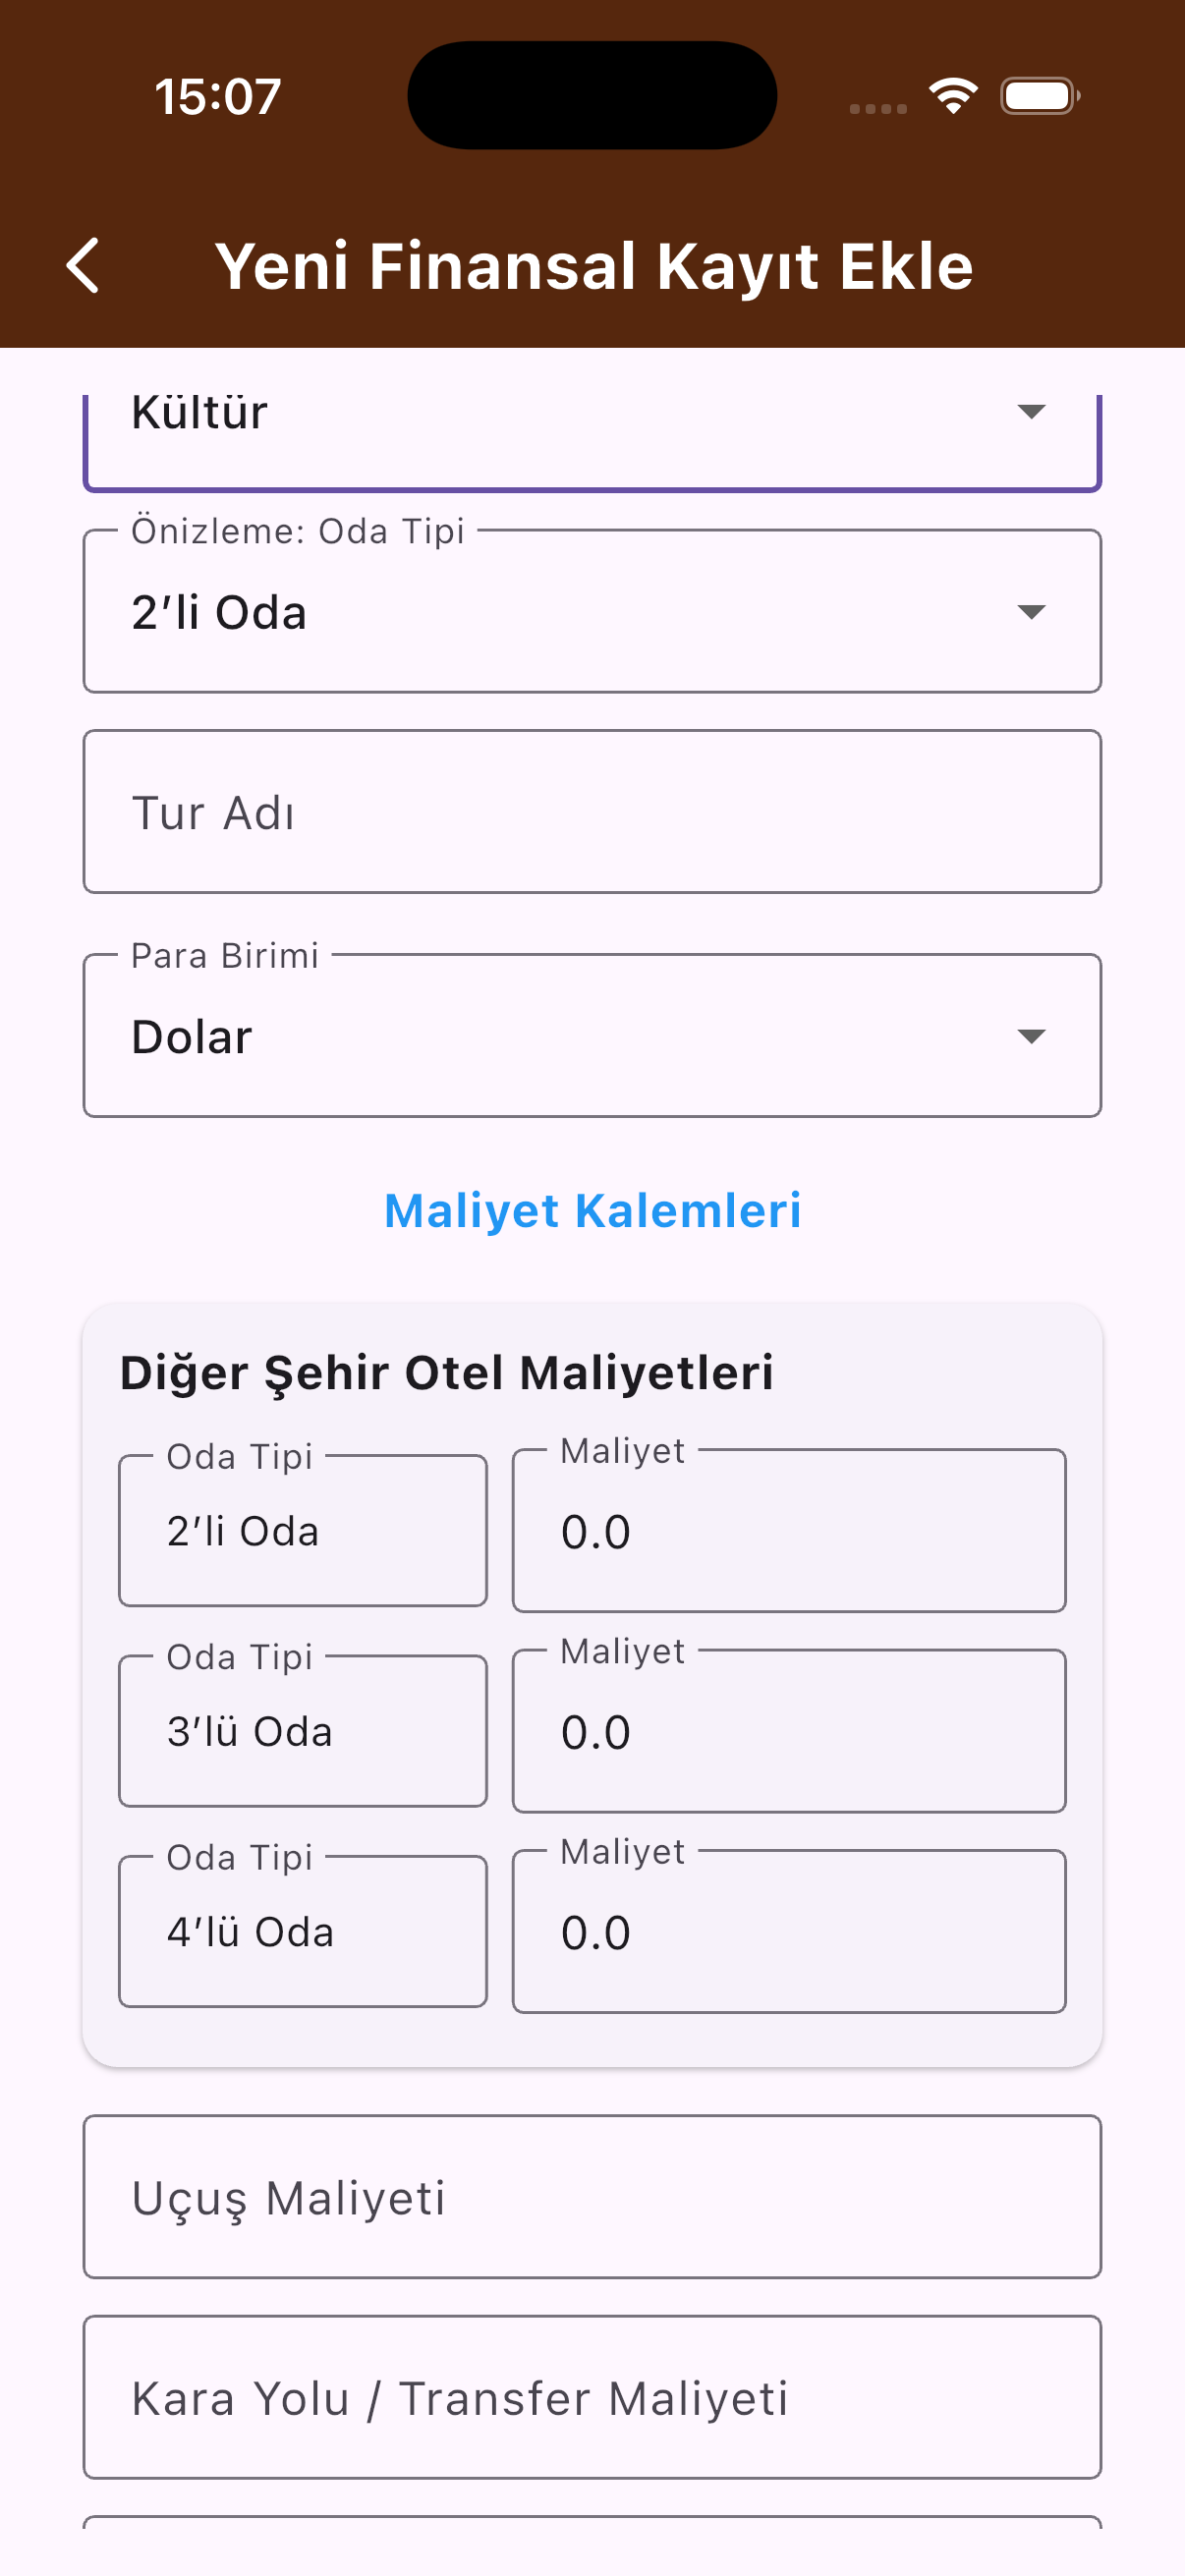 15:07
Yeni Finansal Kayıt Ekle
Kültür
Önizleme: Oda Tipi
2'li Oda
Tur Adı
Para Birimi
Dolar
Maliyet Kalemleri
Diğer Şehir Otel Maliyetleri
Oda Tipi
2'li Oda
Maliyet
0.0
Oda Tipi
3'lü Oda
Maliyet
0.0
Oda Tipi
4'lü Oda
Maliyet
0.0
Uçuş Maliyeti
Kara Yolu / Transfer Maliyeti